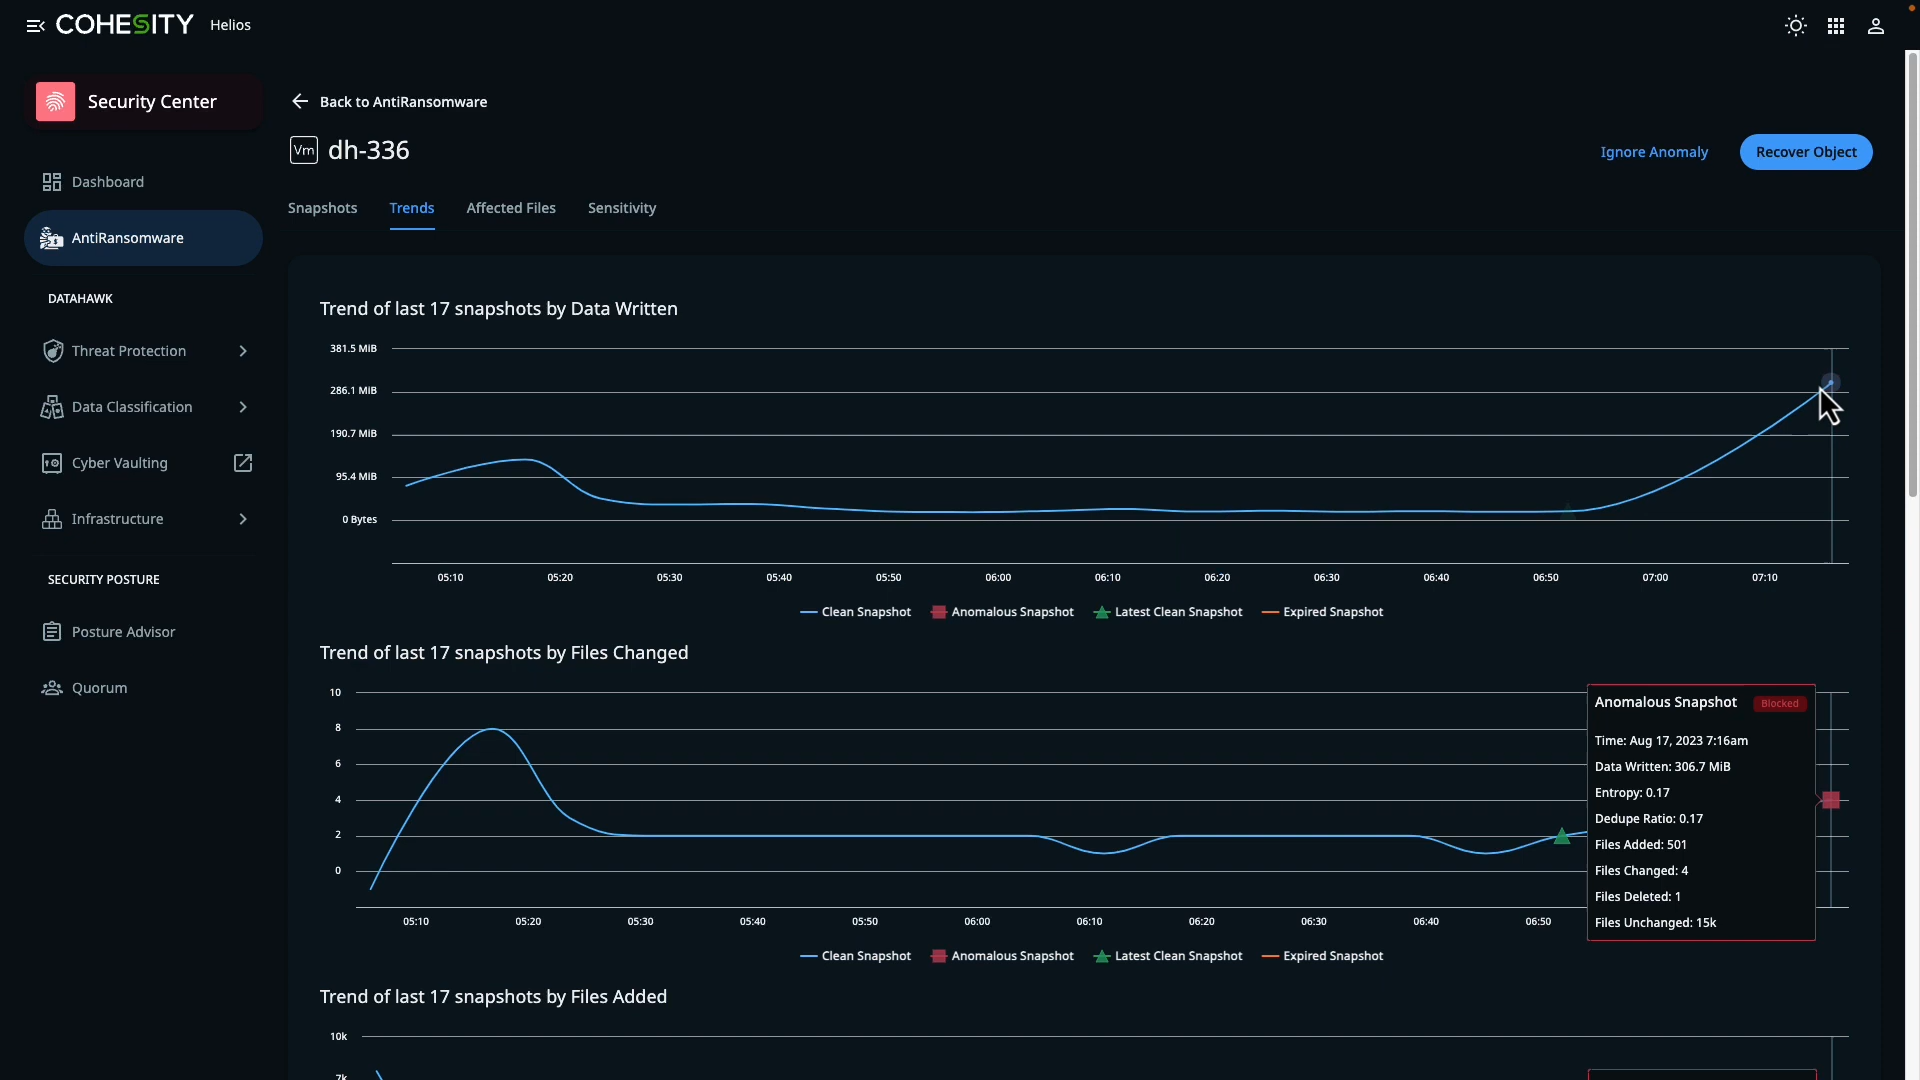 COHESITY Helios
Security Center
Dashboard
AntiRansomware
DATAHAWK
Threat Protection
Data Classification
Cyber Vaulting
Infrastructure
SECURITY POSTURE
Posture Advisor
Quorum
Back to AntiRansomware
Vm dh-336
Ignore Anomaly
Recover Object
Snapshots Trends Affected Files Sensitivity
Trend of last 17 snapshots by Data Written
381.5 MiB
286.1 MiB
190.7 MiB
95.4 MiB
0 Bytes
05:10 05:20 05:30 05:40 05:50 06:00 06:10 06:20 06:30 06:40 06:50 07:00 07:10
Clean Snapshot Anomalous Snapshot Latest Clean Snapshot Expired Snapshot
Trend of last 17 snapshots by Files Changed
10
8
6
4
2
0
05:10 05:20 05:30 05:40 05:50 06:00 06:10 06:20 06:30 06:40 06:50
Anomalous Snapshot Blocked
Time: Aug 17, 2023 7:16am
Data Written: 306.7 MiB
Entropy: 0.17
Dedupe Ratio: 0.17
Files Added: 501
Files Changed: 4
Files Deleted: 1
Files Unchanged: 15k
Clean Snapshot Anomalous Snapshot Latest Clean Snapshot Expired Snapshot
Trend of last 17 snapshots by Files Added
10k
7k